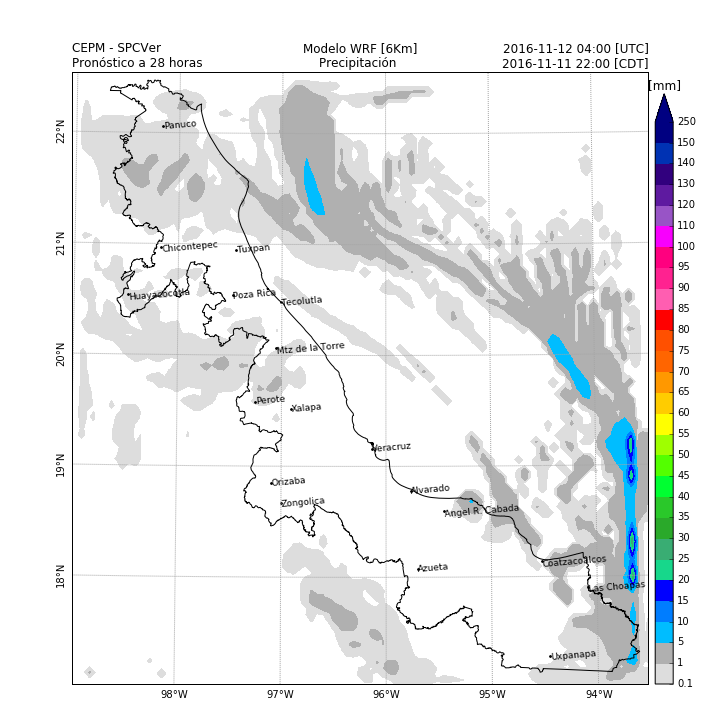 CEPM - SPCVer
Modelo WRF [6Km]
2016-11-12 04:00 [UTC]
Pronóstico a 28 horas
Precipitación
2016-11-11 22:00 [CDT]
[mm]
250
150
140
130
120
110
100
95
90
85
80
75
70
65
60
55
50
45
40
35
30
25
20
15
10
5
1
0.1
22°N
21°N
20°N
19°N
18°N
98°W
97°W
96°W
95°W
94°W
Panuco
Chicontepec
Tuxpan
Huayacocotla
Poza Rica
Tecolutla
Mtz de la Torre
Perote
Xalapa
Veracruz
Orizaba
Alvarado
Zongolica
Angel R. Cabada
Azueta
Coatzacoalcos
Las Choapas
Uxpanapa